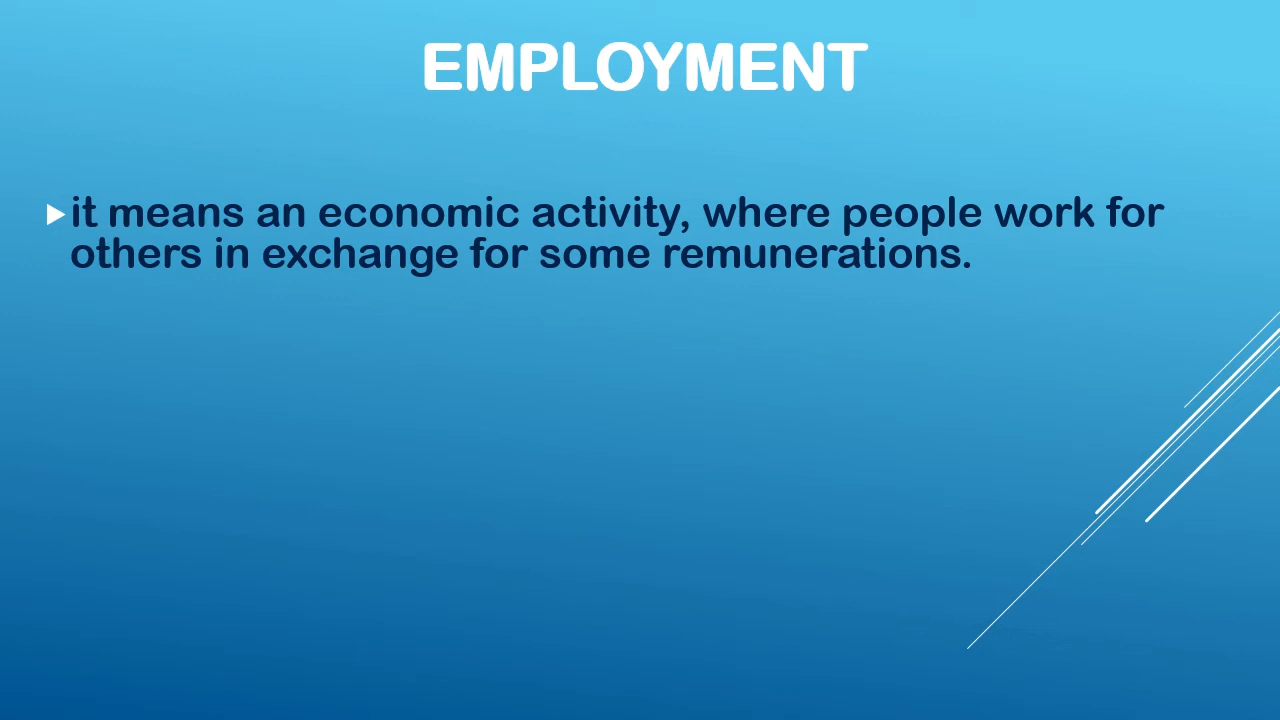 EMPLOYMENT
it means an economic activity, where people work for
others in exchange for some remunerations.